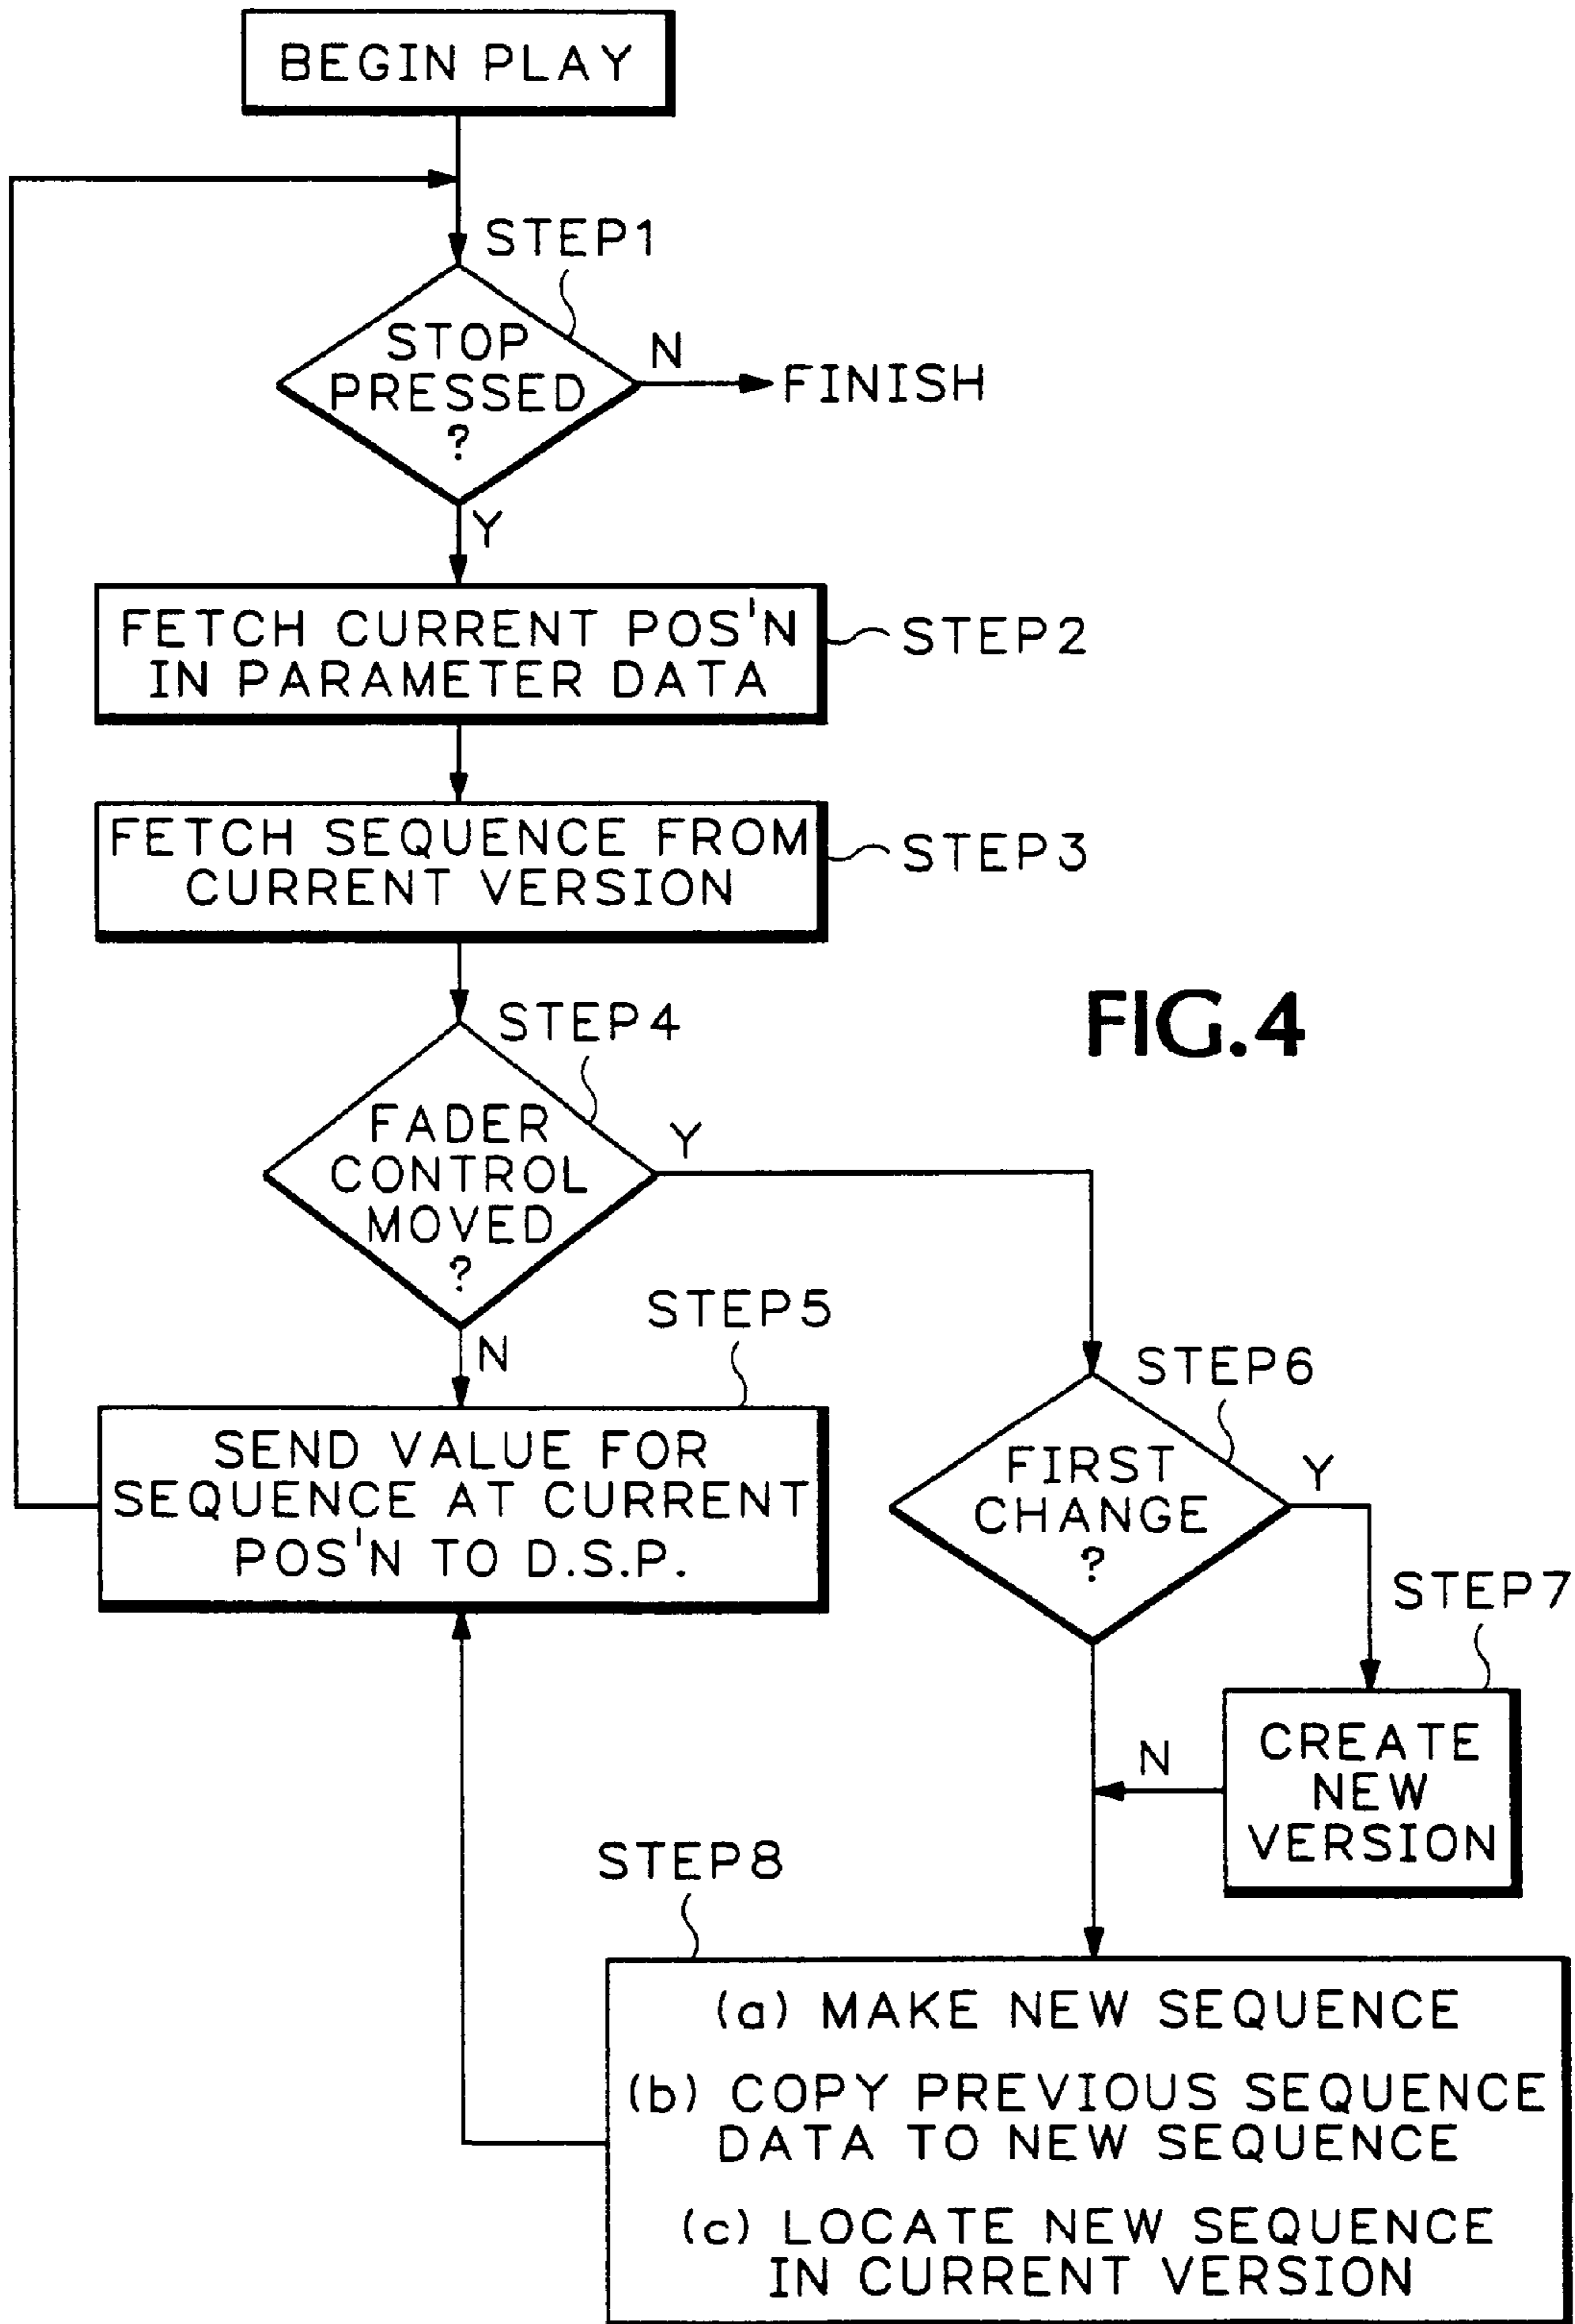 BEGIN PLAY
STEP1
STOP
PRESSED
?
N
FINISH
Y
FETCH CURRENT POS'N
IN PARAMETER DATA
STEP2
FETCH SEQUENCE FROM
CURRENT VERSION
STEP3
FIG.4
STEP4
FADER
CONTROL
MOVED
?
Y
N
STEP5
SEND VALUE FOR
SEQUENCE AT CURRENT
POS'N TO D.S.P.
STEP6
FIRST
CHANGE
?
Y
STEP7
CREATE
NEW
VERSION
N
STEP8
(a) MAKE NEW SEQUENCE
(b) COPY PREVIOUS SEQUENCE
DATA TO NEW SEQUENCE
(c) LOCATE NEW SEQUENCE
IN CURRENT VERSION